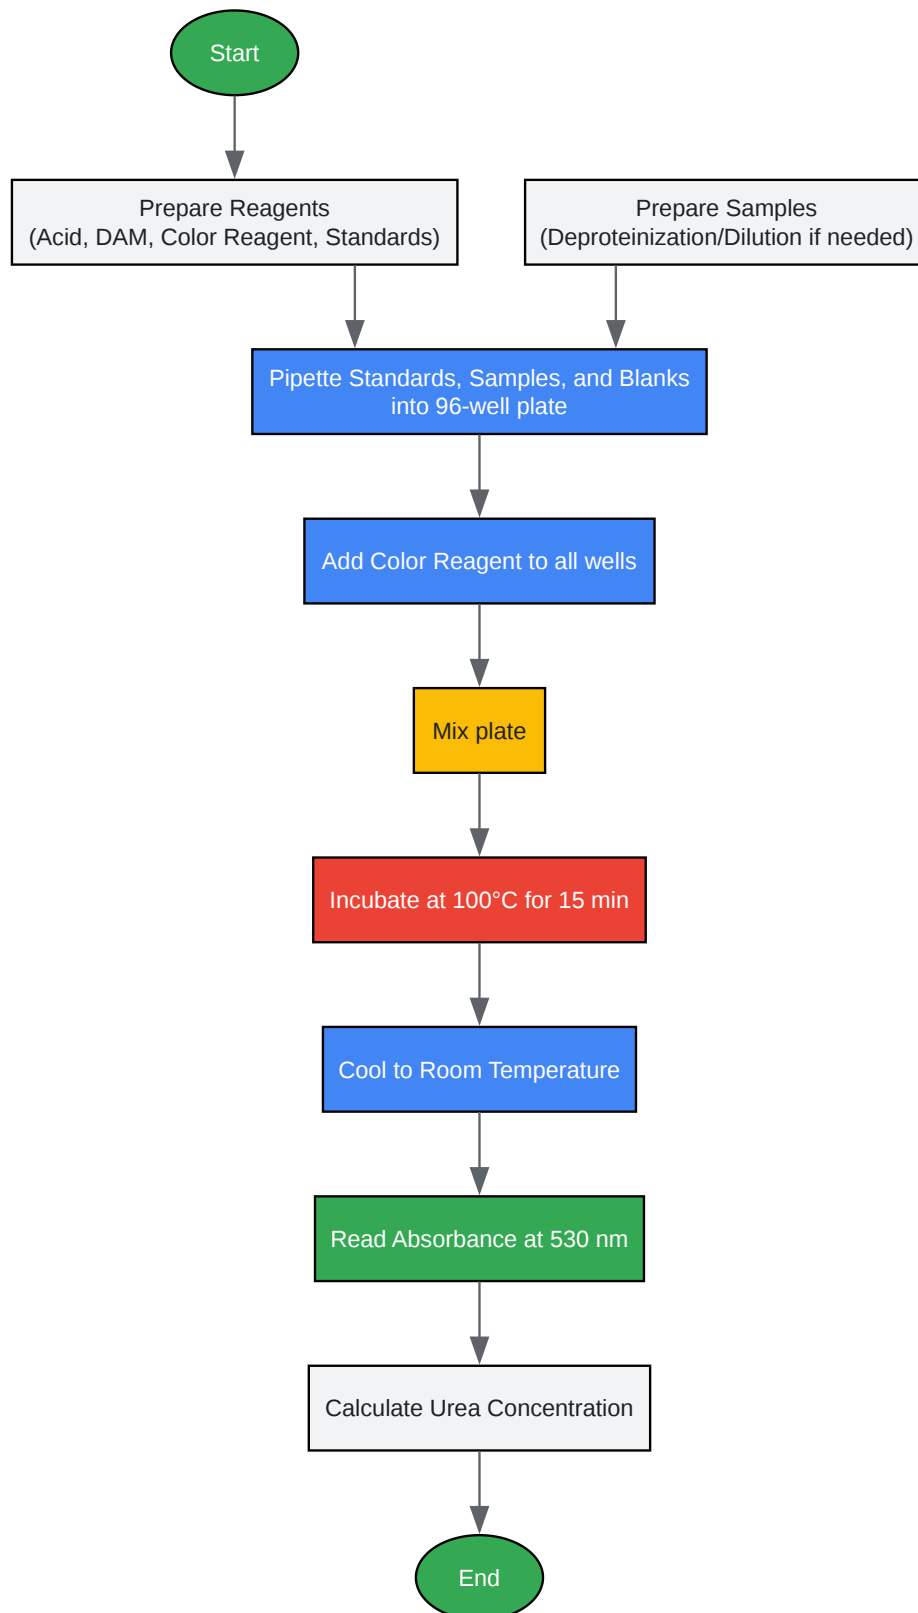 Start
Prepare Reagents
(Acid, DAM, Color Reagent, Standards)
Prepare Samples
(Deproteinization/Dilution if needed)
Pipette Standards, Samples, and Blanks
into 96-well plate
Add Color Reagent to all wells
Mix plate
Incubate at 100°C for 15 min
Cool to Room Temperature
Read Absorbance at 530 nm
Calculate Urea Concentration
End